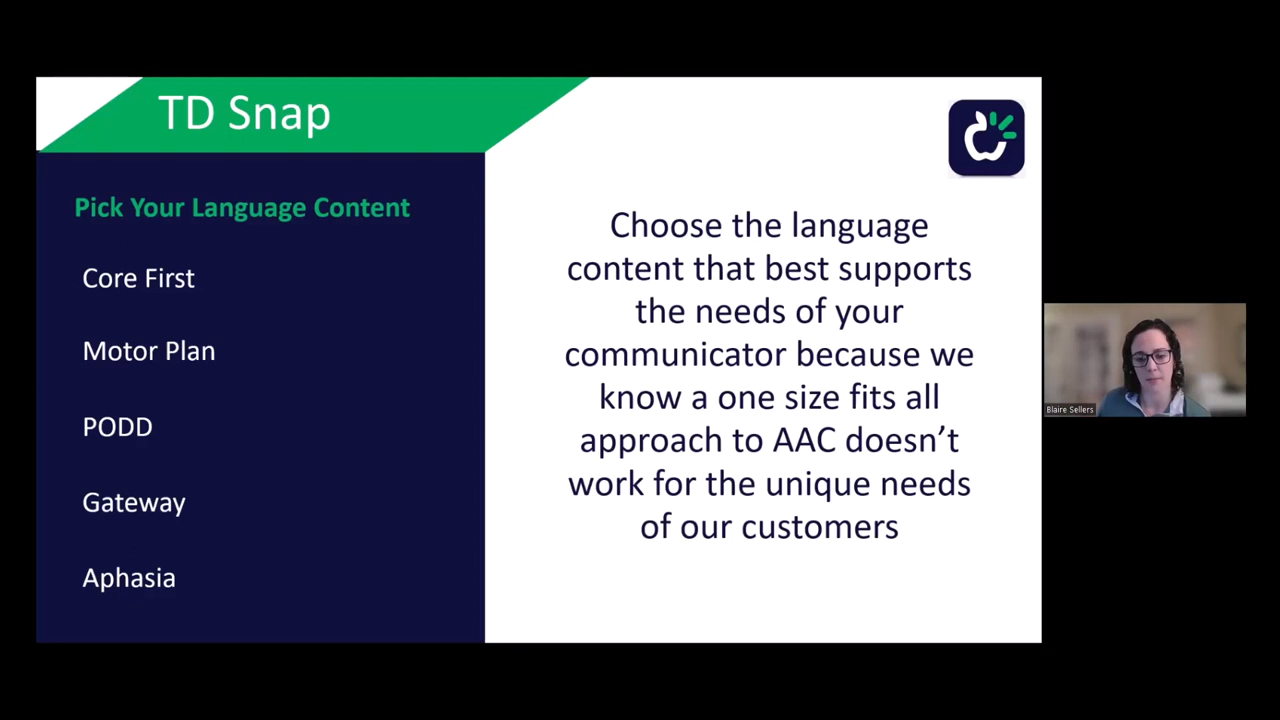 TD Snap
Pick Your Language Content
Core First
Motor Plan
PODD
Gateway
Aphasia
Choose the language
content that best supports
the needs of your
communicator because we
know a one size fits all
approach to AAC doesn’t
work for the unique needs
of our customers
Blaire Sellers